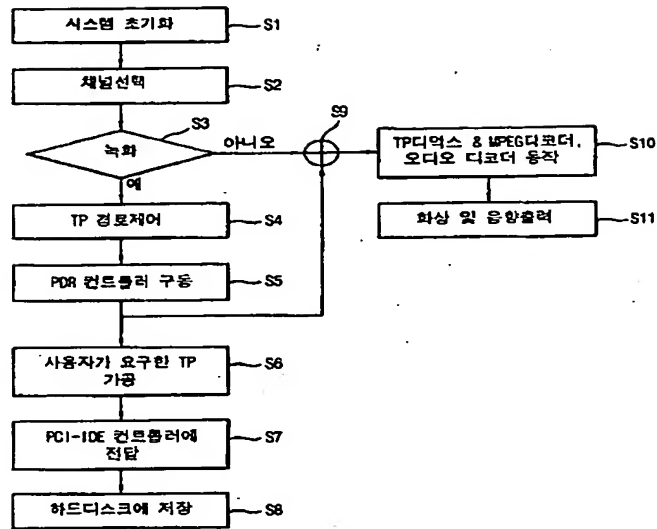 시스템 초기화
S1
채널선택
S2
S3
녹화
아니오
예
S9
TP디먹스 & MPEG디코더,
오디오 디코더 동작
S10
화상 및 음향출력
S11
TP 경로제어
S4
PDR 컨트롤러 구동
S5
사용자가 요구한 TP
가공
S6
PCI-IDE 컨트롤러에
전달
S7
하드디스크에 저장
S8